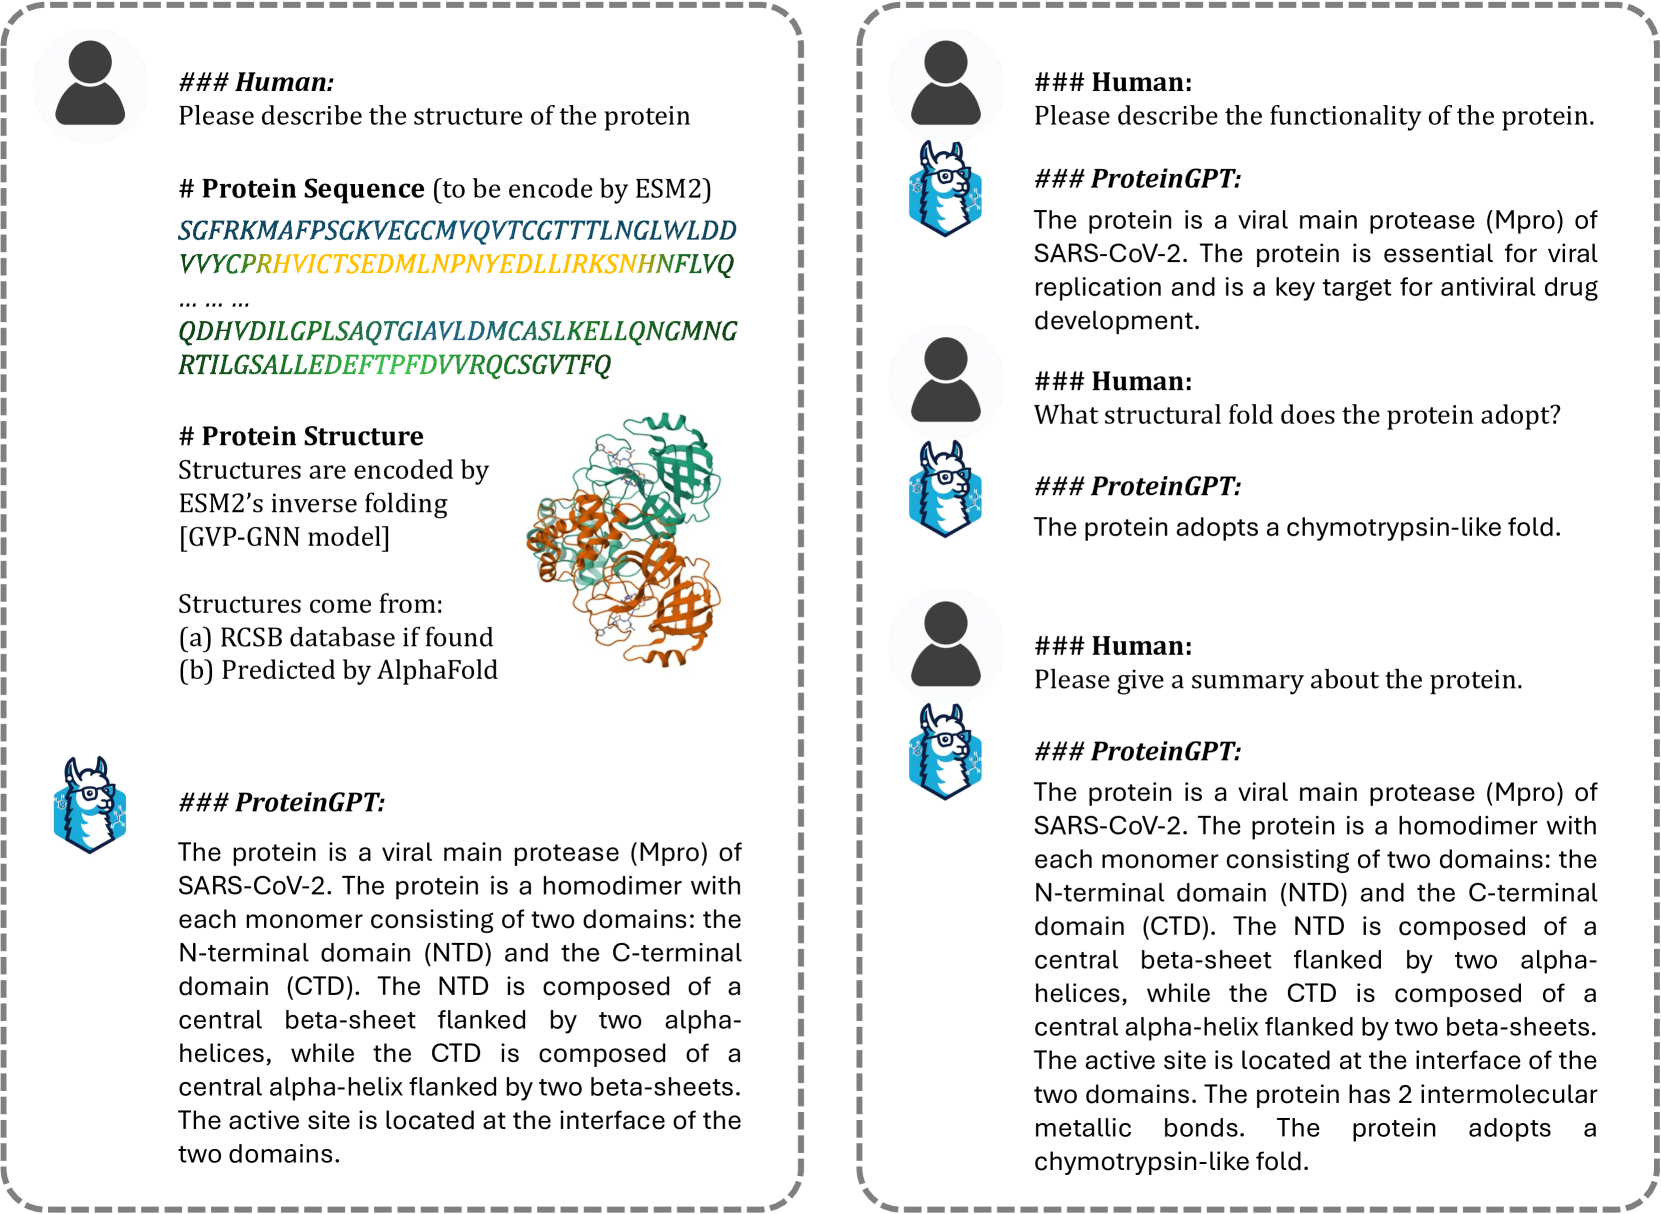 ### Human:
Please describe the structure of the protein
# Protein Sequence (to be encode by ESM2)
SGFRKMAFPSGKVEGCMVQVTCGTTTLNGLWLDD
VVYCPRHVICTSEDMLNPNYEDLLIRKSNHNFLVQ
... ... ...
QDHVDILGPLSAQTGIAVLDMCASLKELLQNGMNG
RTILGSALLEDEFTPFDVVRQCSGVTFQ
# Protein Structure
Structures are encoded by
ESM2’s inverse folding
[GVP-GNN model]
Structures come from:
(a) RCSB database if found
(b) Predicted by AlphaFold
### ProteinGPT:
The protein is a viral main protease (Mpro) of
SARS-CoV-2. The protein is a homodimer with
each monomer consisting of two domains: the
N-terminal domain (NTD) and the C-terminal
domain (CTD). The NTD is composed of a
central beta-sheet flanked by two alpha-
helices, while the CTD is composed of a
central alpha-helix flanked by two beta-sheets.
The active site is located at the interface of the
two domains.
### Human:
Please describe the functionality of the protein.
### ProteinGPT:
The protein is a viral main protease (Mpro) of
SARS-CoV-2. The protein is essential for viral
replication and is a key target for antiviral drug
development.
### Human:
What structural fold does the protein adopt?
### ProteinGPT:
The protein adopts a chymotrypsin-like fold.
### Human:
Please give a summary about the protein.
### ProteinGPT:
The protein is a viral main protease (Mpro) of
SARS-CoV-2. The protein is a homodimer with
each monomer consisting of two domains: the
N-terminal domain (NTD) and the C-terminal
domain (CTD). The NTD is composed of a
central beta-sheet flanked by two alpha-
helices, while the CTD is composed of a
central alpha-helix flanked by two beta-sheets.
The active site is located at the interface of the
two domains. The protein has 2 intermolecular
metallic bonds. The protein adopts a
chymotrypsin-like fold.